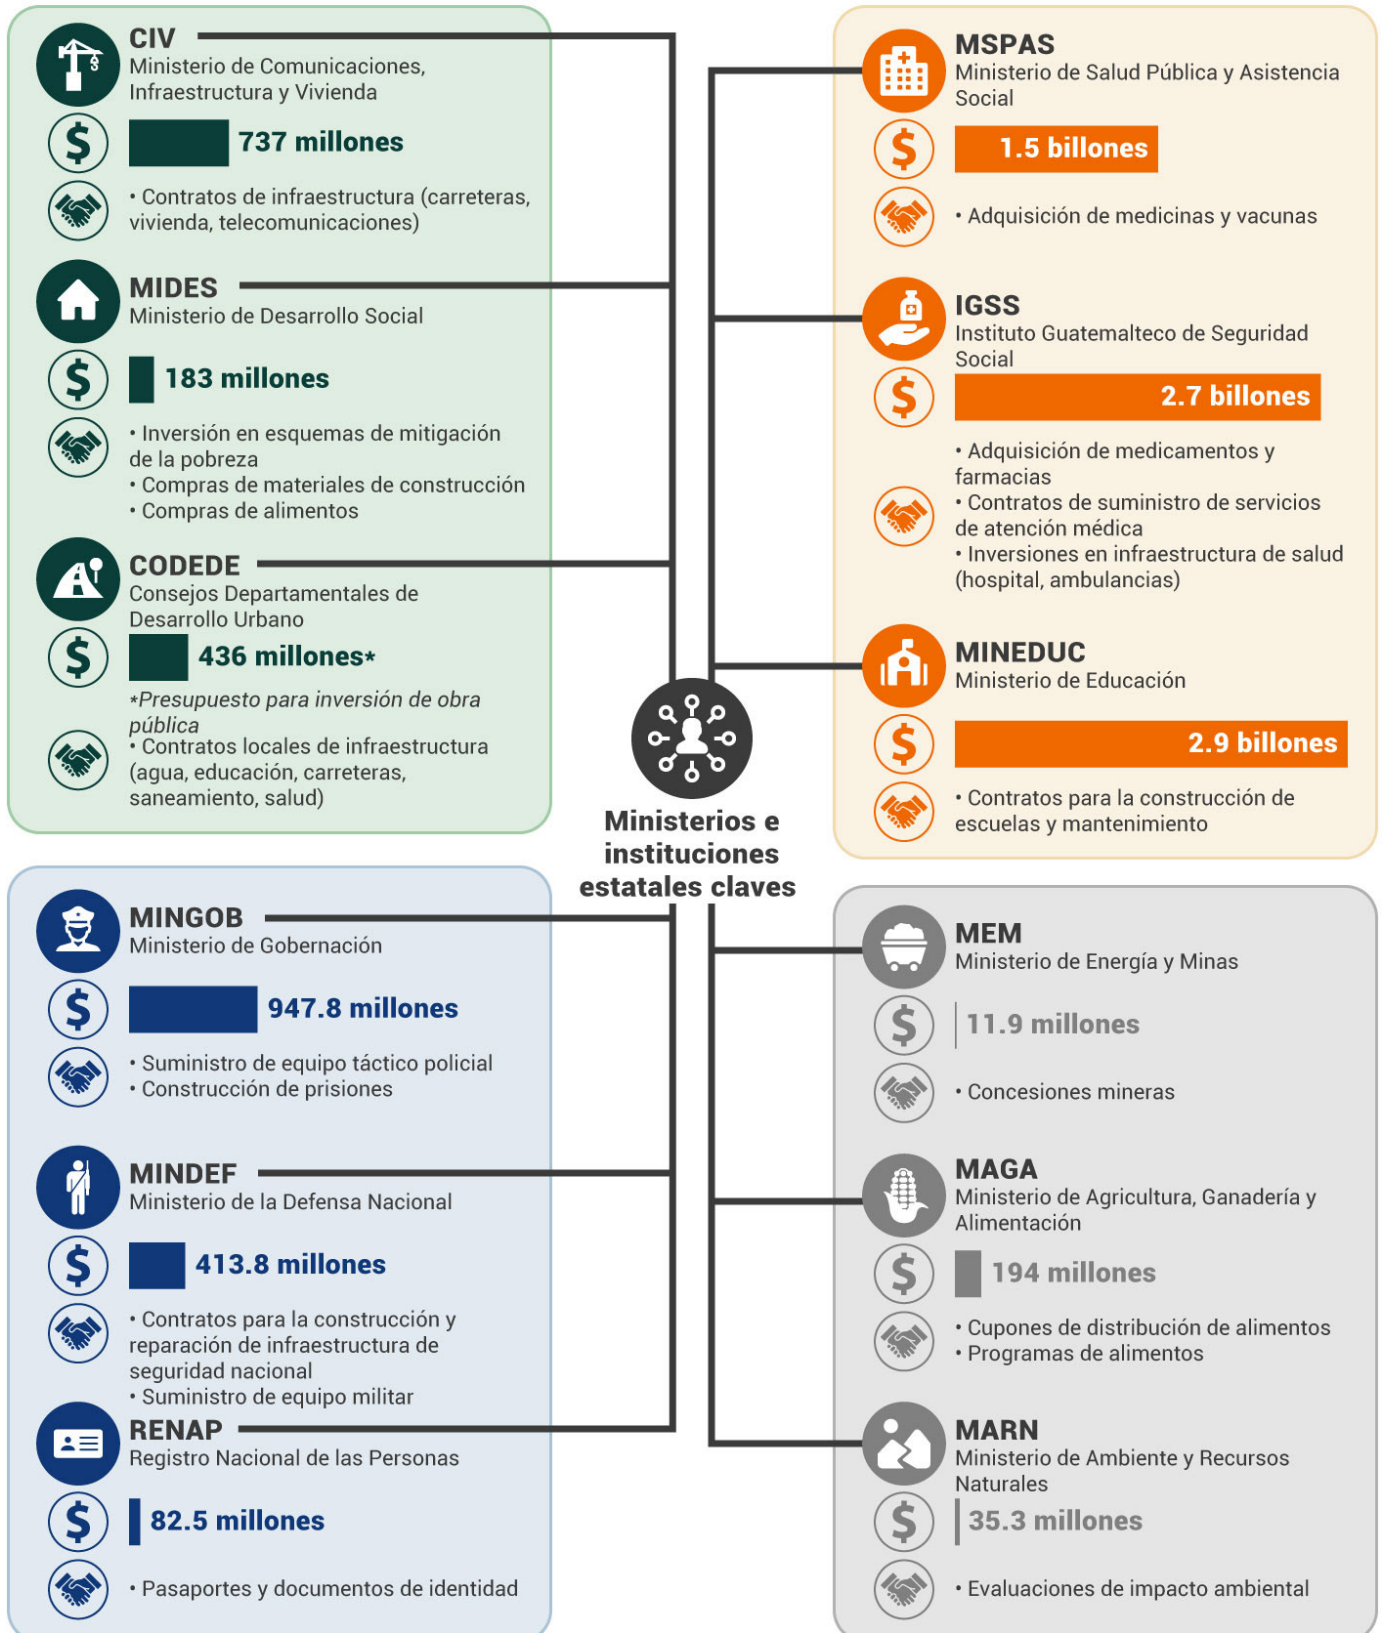 CIV
Ministerio de Comunicaciones,
Infraestructura y Vivienda
$
737 millones
• Contratos de infraestructura (carreteras,
vivienda, telecomunicaciones)
MIDES
Ministerio de Desarrollo Social
$
183 millones
• Inversión en esquemas de mitigación
de la pobreza
• Compras de materiales de construcción
• Compras de alimentos
CODEDE
Consejos Departamentales de
Desarrollo Urbano
$
436 millones*
*Presupuesto para inversión de obra
pública
• Contratos locales de infraestructura
(agua, educación, carreteras,
saneamiento, salud)
MSPAS
Ministerio de Salud Pública y Asistencia
Social
$
1.5 billones
• Adquisición de medicinas y vacunas
IGSS
Instituto Guatemalteco de Seguridad
Social
$
2.7 billones
• Adquisición de medicamentos y
farmacias
• Contratos de suministro de servicios
de atención médica
• Inversiones en infraestructura de salud
(hospital, ambulancias)
MINEDUC
Ministerio de Educación
$
2.9 billones
• Contratos para la construcción de
escuelas y mantenimiento
Ministerios e
instituciones
estatales claves
MINGOB
Ministerio de Gobernación
$
947.8 millones
• Suministro de equipo táctico policial
• Construcción de prisiones
MINDEF
Ministerio de la Defensa Nacional
$
413.8 millones
• Contratos para la construcción y
reparación de infraestructura de
seguridad nacional
• Suministro de equipo militar
RENAP
Registro Nacional de las Personas
$
82.5 millones
• Pasaportes y documentos de identidad
MEM
Ministerio de Energía y Minas
$
11.9 millones
• Concesiones mineras
MAGA
Ministerio de Agricultura, Ganadería y
Alimentación
$
194 millones
• Cupones de distribución de alimentos
• Programas de alimentos
MARN
Ministerio de Ambiente y Recursos
Naturales
$
35.3 millones
• Evaluaciones de impacto ambiental